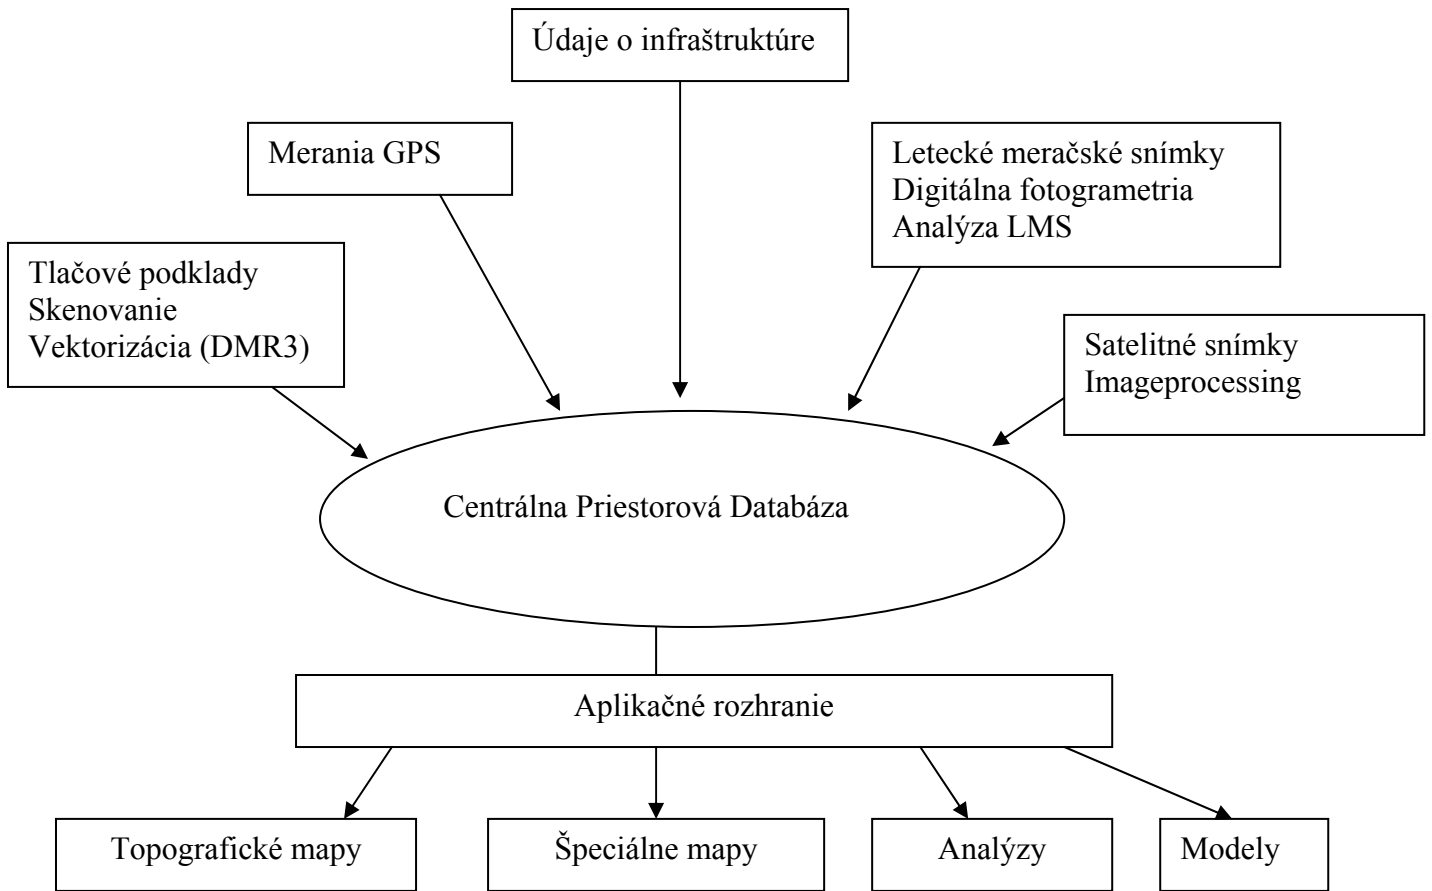 Údaje o infraštruktúre
Merania GPS
Letecké meračské snímky
Digitálna fotogrametria
Analýza LMS
Tlačové podklady
Skenovanie
Vektorizácia (DMR3)
Satelitné snímky
Imageprocessing
Centrálna Priestorová Databáza
Aplikačné rozhranie
Topografické mapy
Špeciálne mapy
Analýzy
Modely